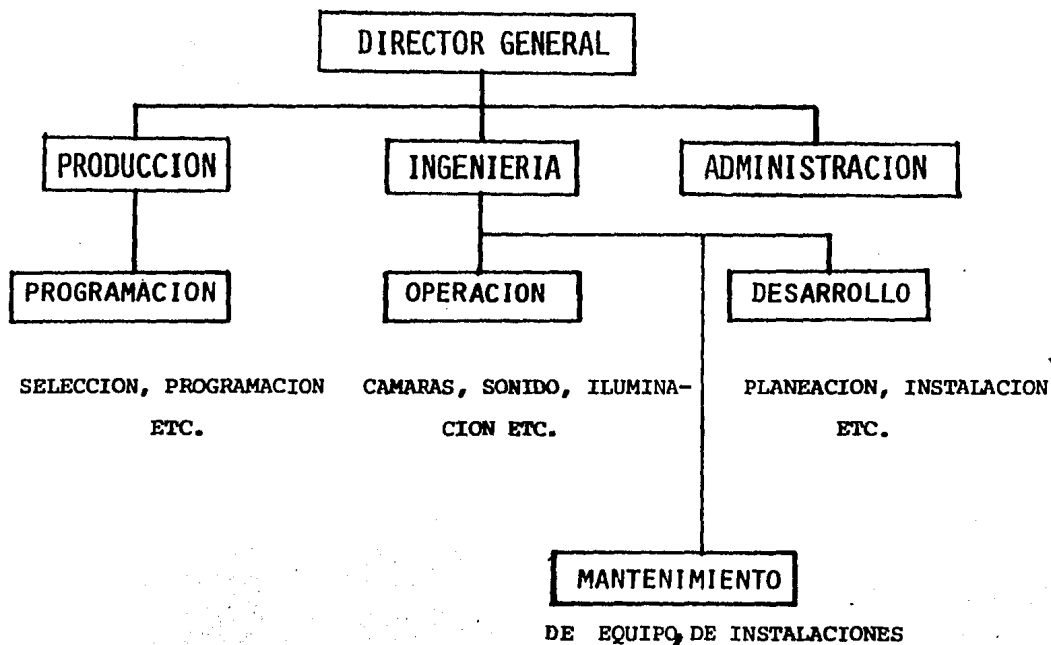 DIRECTOR GENERAL
PRODUCCION
INGENIERIA
ADMINISTRACION
PROGRAMACION
OPERACION
DESARROLLO
SELECCION, PROGRAMACION
ETC.
CAMARAS, SONIDO, ILUMINA-
CION ETC.
PLANEACION, INSTALACION
ETC.
MANTENIMIENTO
DE EQUIPO, DE INSTALACIONES